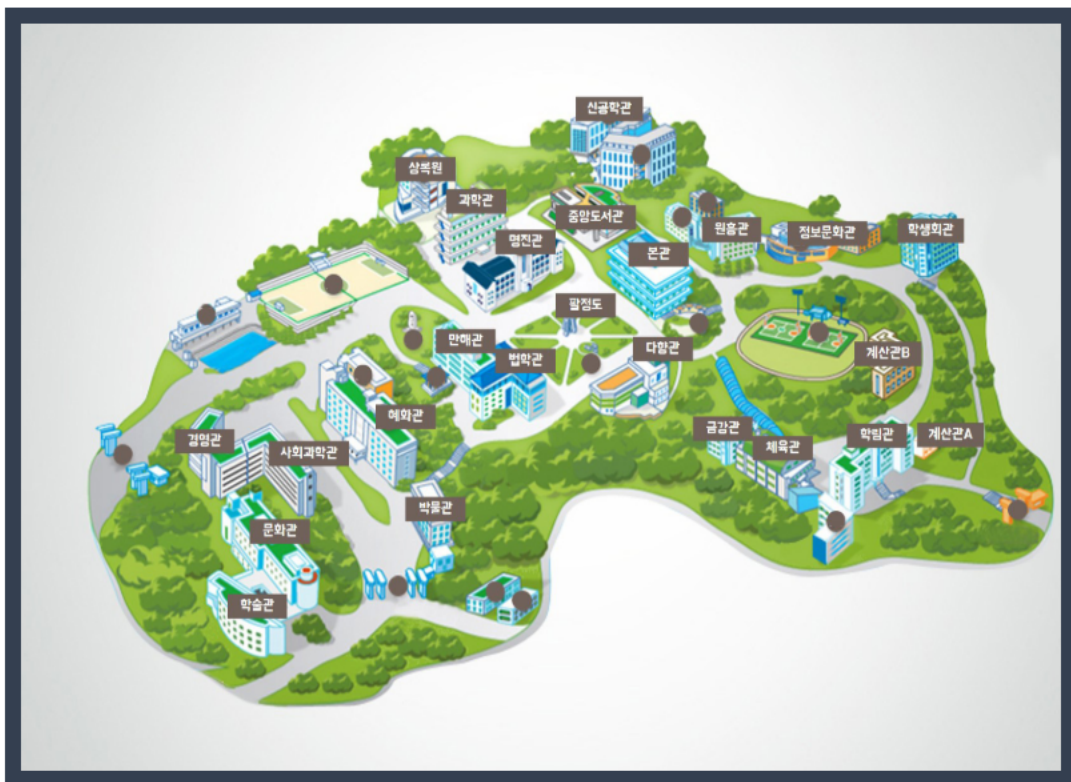 신공학관
상록원
과학관
중앙도서관
명진관
원흥관
정보문화관
학생회관
본관
팔정도
만해관
법학관
다향관
계산관B
혜화관
경영관
사회과학관
금강관
체육관
학림관
계산관A
박물관
문화관
학술관